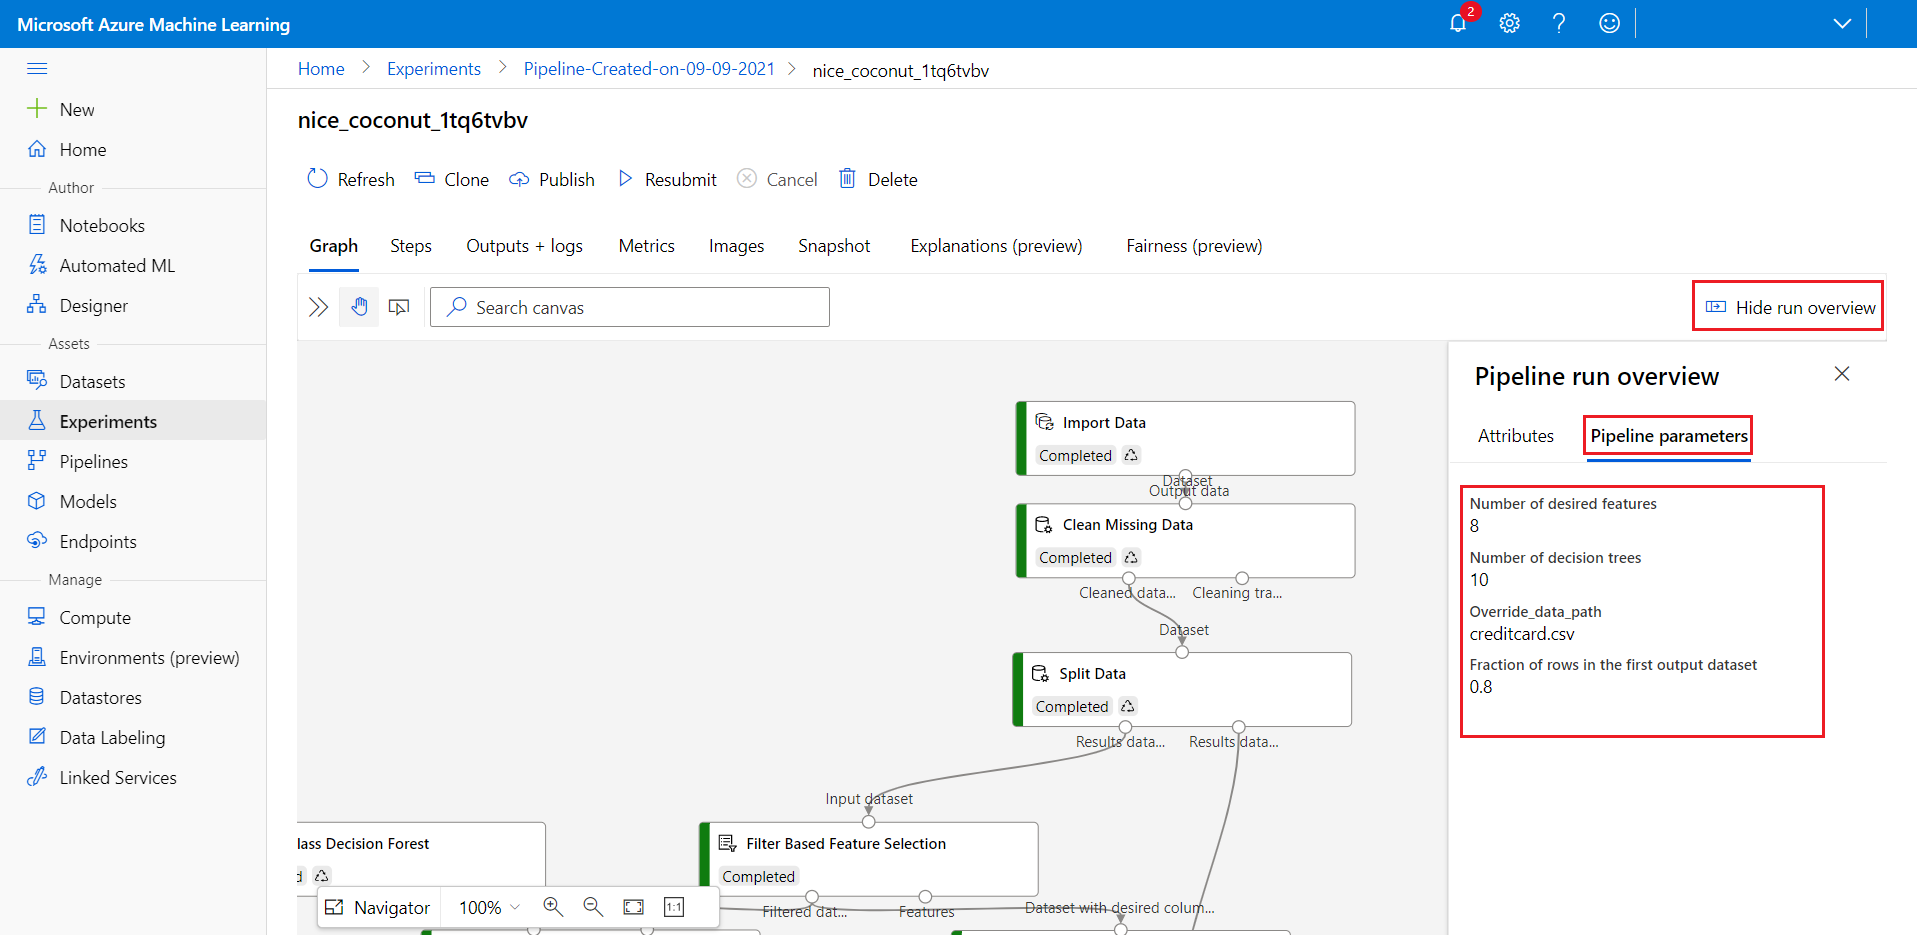 Microsoft Azure Machine Learning
2
Home
Experiments
Pipeline-Created-on-09-09-2021
nice_coconut_1tq6tvbv
New
Home
Author
Notebooks
Automated ML
Designer
Assets
Datasets
Experiments
Pipelines
Models
Endpoints
Manage
Compute
Environments (preview)
Datastores
Data Labeling
Linked Services
nice_coconut_1tq6tvbv
Refresh
Clone
Publish
Resubmit
Cancel
Delete
Graph
Steps
Outputs + logs
Metrics
Images
Snapshot
Explanations (preview)
Fairness (preview)
Search canvas
Hide run overview
Import Data
Completed
Dataset
Output data
Clean Missing Data
Completed
Cleaned data...
Cleaning tra...
Dataset
Split Data
Completed
Results data...
Results data...
Input dataset
lass Decision Forest
d
Filter Based Feature Selection
Completed
Filtered dat...
Features
Dataset with desired colum...
Navigator
100%
1:1
Pipeline run overview
Attributes
Pipeline parameters
Number of desired features
8
Number of decision trees
10
Override_data_path
creditcard.csv
Fraction of rows in the first output dataset
0.8